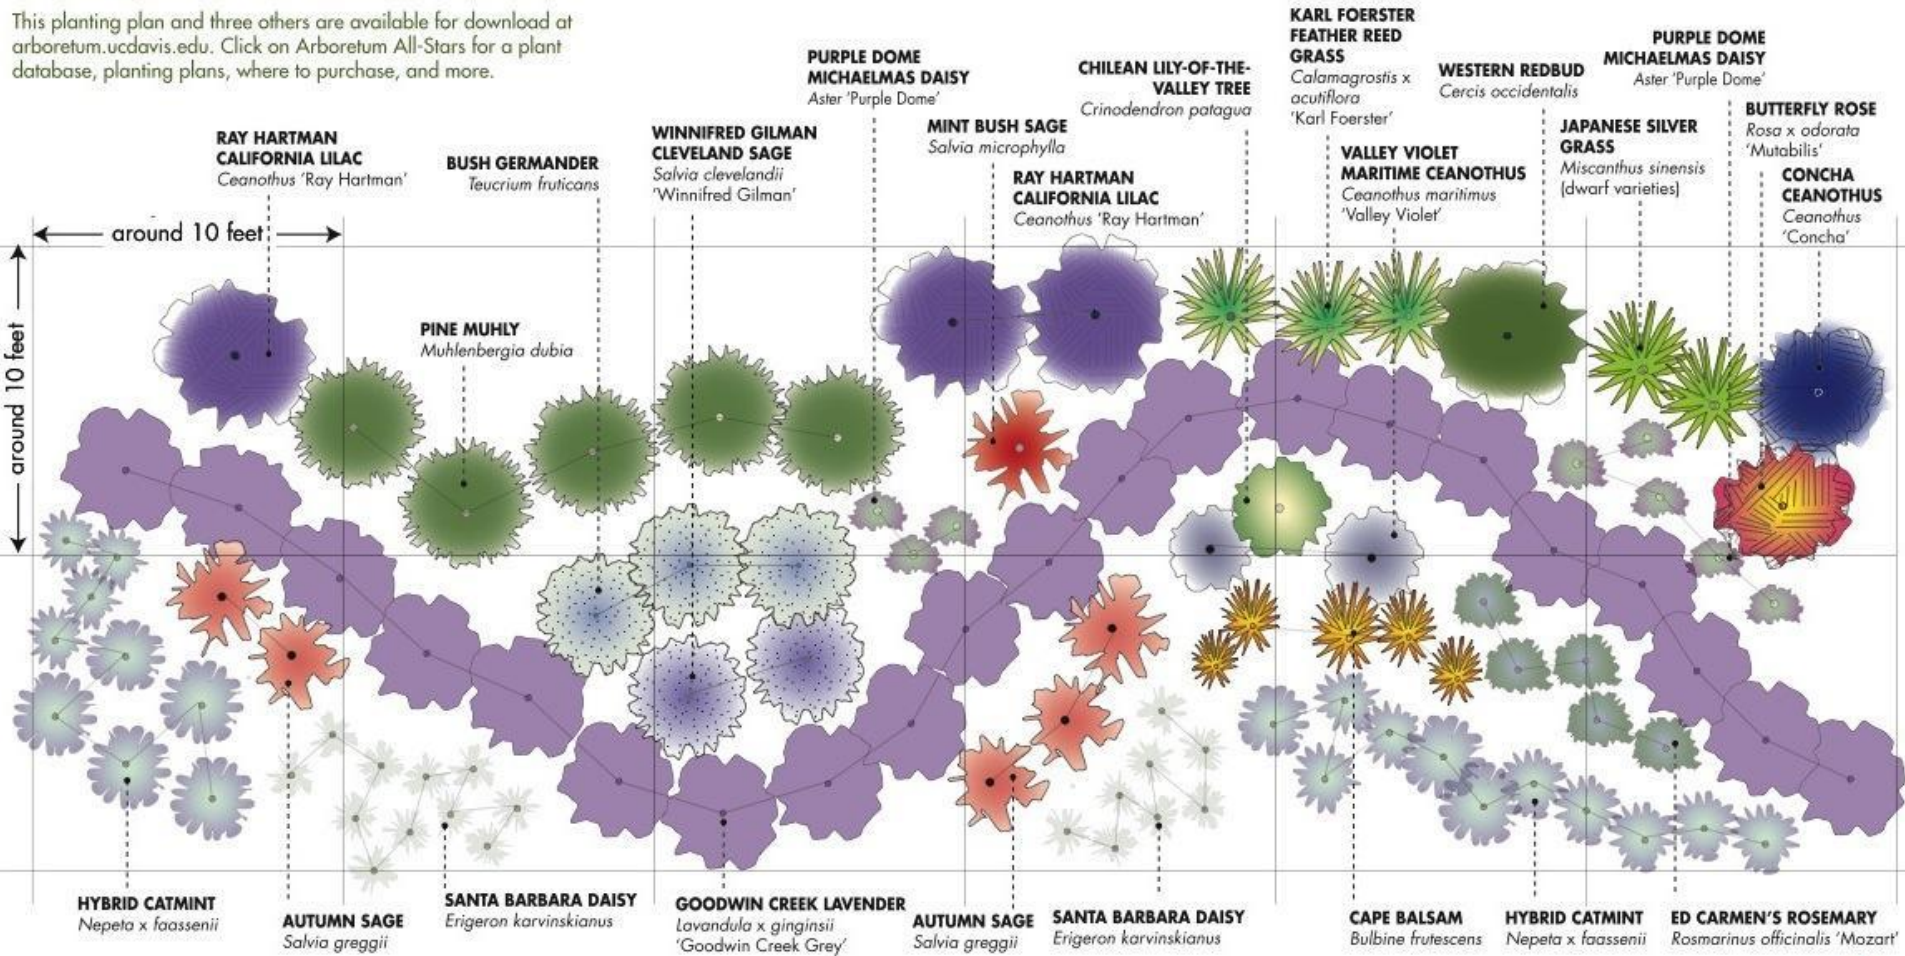 This planting plan and three others are available for download at
arboretum.ucdavis.edu. Click on Arboretum All-Stars for a plant
database, planting plans, where to purchase, and more.
RAY HARTMAN
CALIFORNIA LILAC
Ceanothus 'Ray Hartman'
BUSH GERMANDER
Teucrium fruticans
WINNIFRED GILMAN
CLEVELAND SAGE
Salvia clevelandii
'Winnifred Gilman'
PURPLE DOME
MICHAELMAS DAISY
Aster 'Purple Dome'
MINT BUSH SAGE
Salvia microphylla
RAY HARTMAN
CALIFORNIA LILAC
Ceanothus 'Ray Hartman'
CHILEAN LILY-OF-THE-
VALLEY TREE
Crinodendron patagua
KARL FOERSTER
FEATHER REED
GRASS
Calamagrostis x
acutiflora
'Karl Foerster'
VALLEY VIOLET
MARITIME CEANOTHUS
Ceanothus maritimus
'Valley Violet'
WESTERN REDBUD
Cercis occidentalis
JAPANESE SILVER
GRASS
Miscanthus sinensis
(dwarf varieties)
PURPLE DOME
MICHAELMAS DAISY
Aster 'Purple Dome'
BUTTERFLY ROSE
Rosa x odorata
'Mutabilis'
CONCHA
CEANOTHUS
Ceanothus
'Concha'
around 10 feet
around 10 feet
PINE MUHLY
Muhlenbergia dubia
HYBRID CATMINT
Nepeta x faassenii
AUTUMN SAGE
Salvia greggii
SANTA BARBARA DAISY
Erigeron karvinskianus
GOODWIN CREEK LAVENDER
Lavandula x ginginsii
'Goodwin Creek Grey'
AUTUMN SAGE
Salvia greggii
SANTA BARBARA DAISY
Erigeron karvinskianus
CAPE BALSAM
Bulbine frutescens
HYBRID CATMINT
Nepeta x faassenii
ED CARMEN'S ROSEMARY
Rosmarinus officinalis 'Mozart'